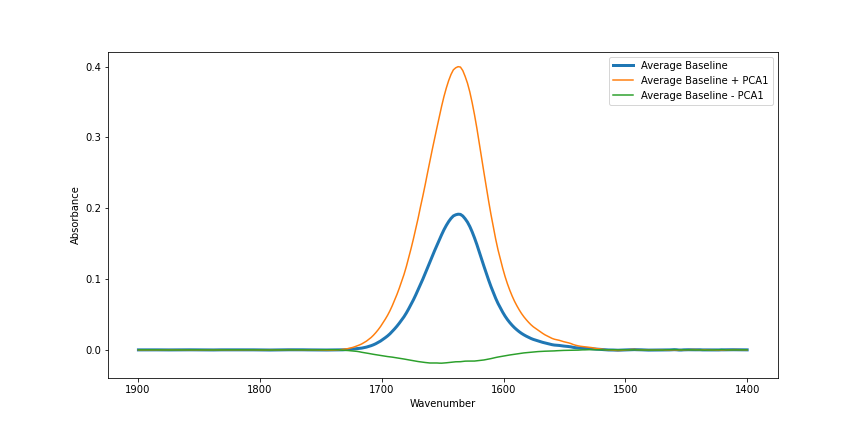 Average Baseline
Average Baseline + PCA1
Average Baseline - PCA1
0.4
0.3
0.2
0.1
0.0
Absorbance
1900 1800 1700 1600 1500 1400
Wavenumber